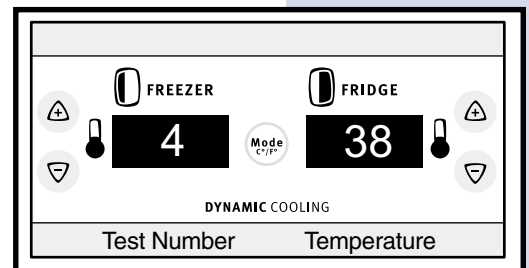 FREEZER FRIDGE
4 Mode C°/F° 38
DYNAMIC COOLING
Test Number Temperature